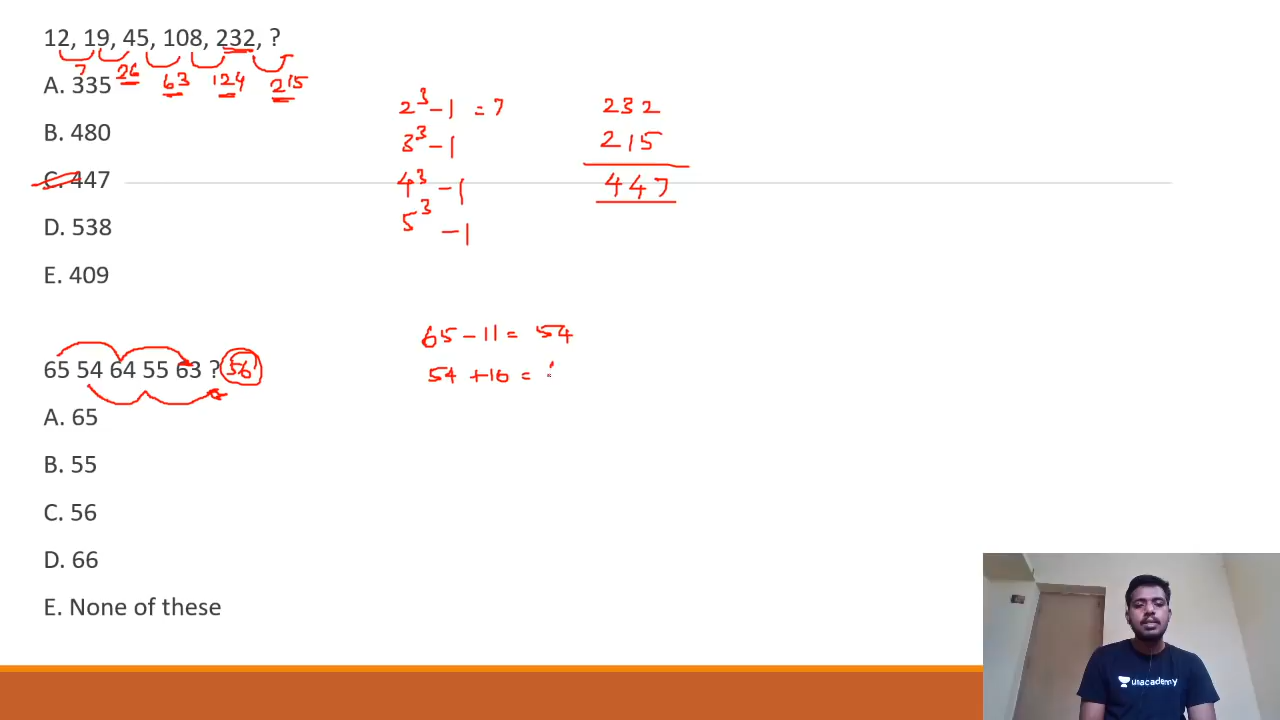 12, 19, 45, 108, 232, ?
7 26 63 124 215
A. 335
B. 480
C. 447
D. 538
E. 409
2³ - 1 = 7
3³ - 1
4³ - 1
5³ - 1
232
215
447
65 54 64 55 63 ? 56
A. 65
B. 55
C. 56
D. 66
E. None of these
65 - 11 = 54
54 + 10 =
unacademy